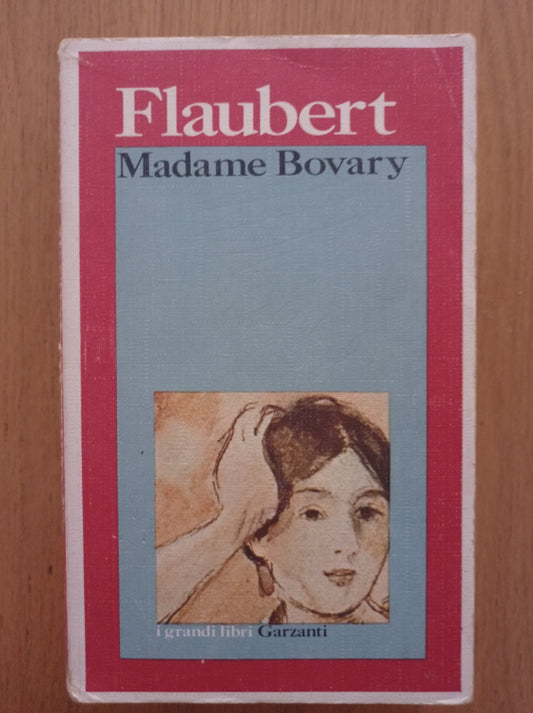 Flaubert
Madame Bovary
i grandi libri Garzanti